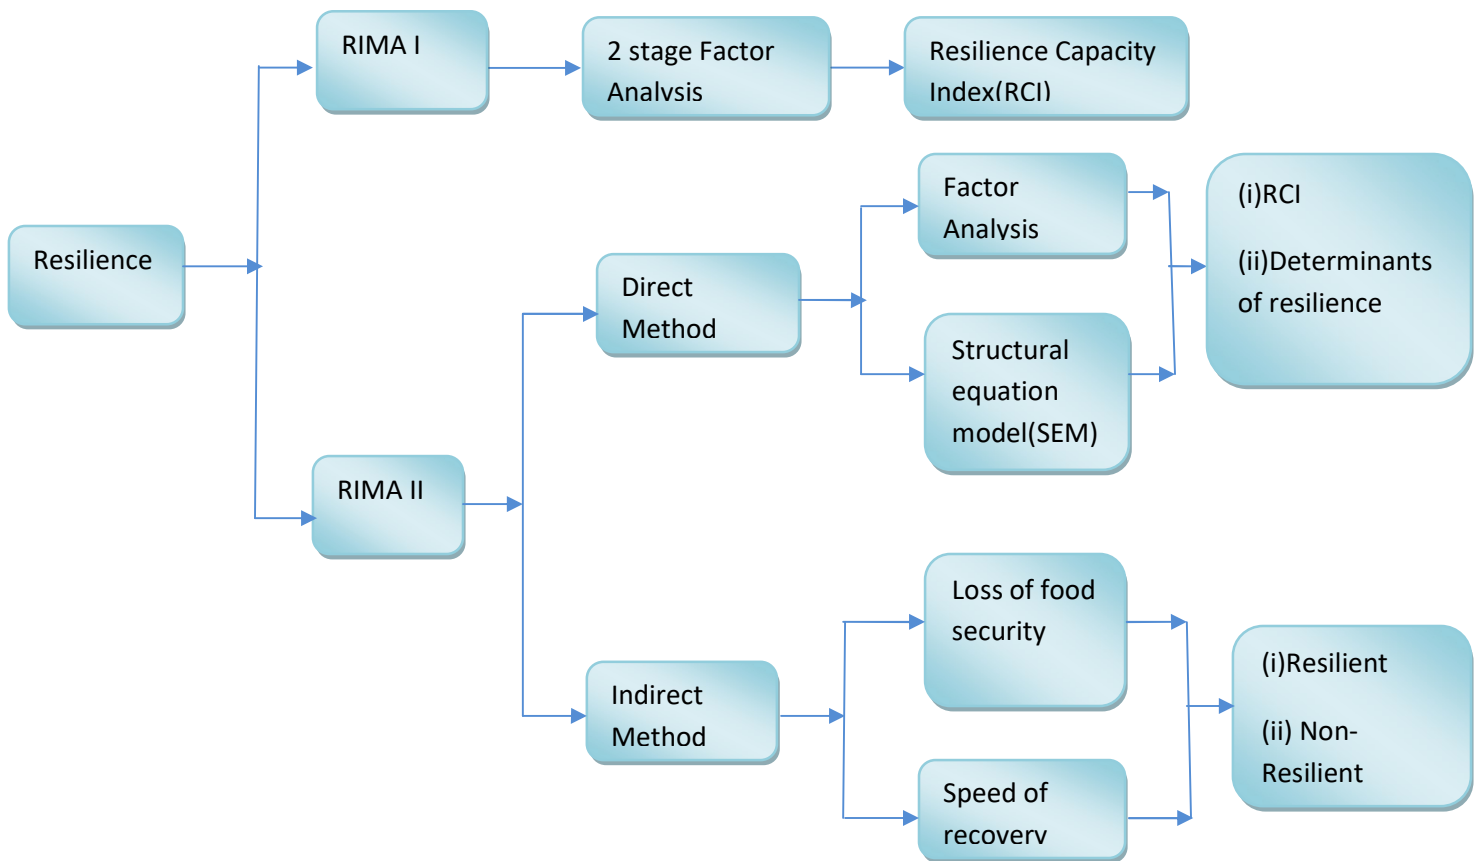 RIMA I
2 stage Factor
Analysis
Resilience Capacity
Index(RCI)
Resilience
Factor
Analysis
(i)RCI
(ii)Determinants
of resilience
Direct
Method
Structural
equation
model(SEM)
RIMA II
Loss of food
security
Indirect
Method
(i)Resilient
(ii) Non-
Resilient
Speed of
recovery